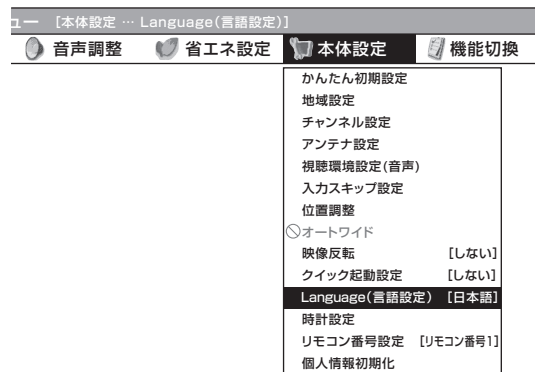 ュー [本体設定 … Language(言語設定)]
音声調整 省エネ設定 本体設定 機能切換
かんたん初期設定
地域設定
チャンネル設定
アンテナ設定
視聴環境設定(音声)
入力スキップ設定
位置調整
オートワイド
映像反転 [しない]
クイック起動設定 [しない]
Language(言語設定) [日本語]
時計設定
リモコン番号設定 [リモコン番号1]
個人情報初期化